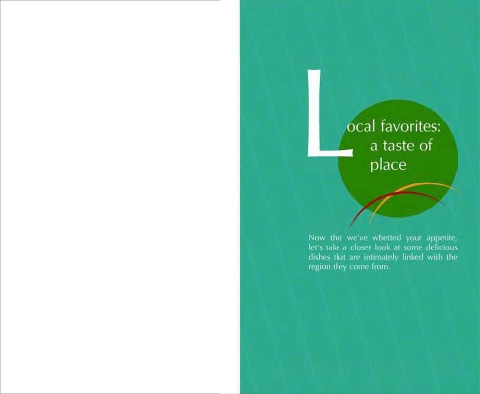 Local favorites:
a taste of
place
Now that we've whetted your appetite,
let's take a closer look at some delicious
dishes that are intimately linked with the
region they come from.